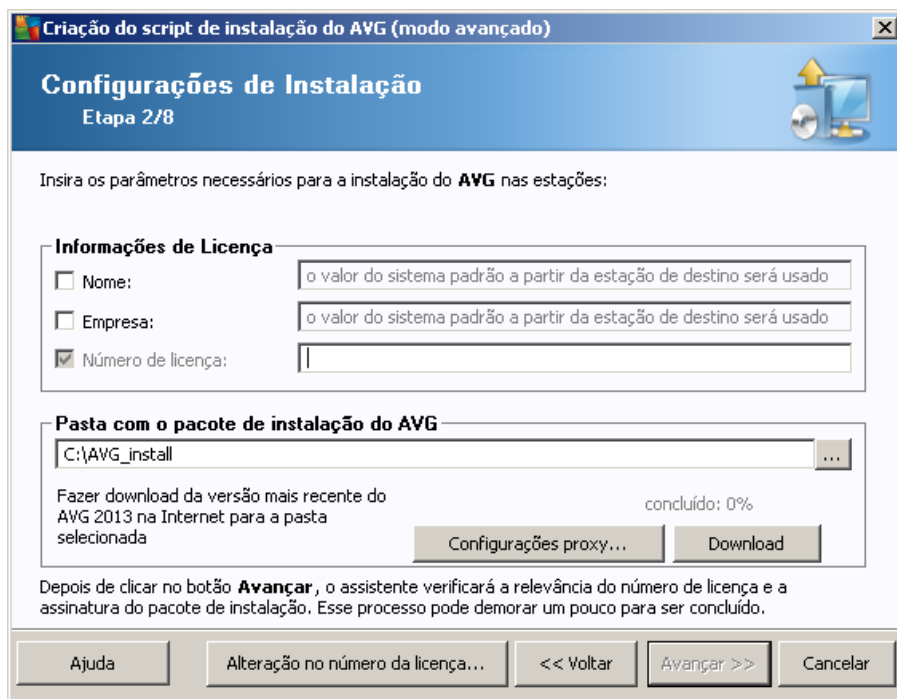 Criação do script de instalação do AVG (modo avançado)
Configurações de Instalação
Etapa 2/8
Insira os parâmetros necessários para a instalação do AVG nas estações:
Informações de Licença
Nome:
o valor do sistema padrão a partir da estação de destino será usado
Empresa:
o valor do sistema padrão a partir da estação de destino será usado
Número de licença:
Pasta com o pacote de instalação do AVG
C:\AVG_install
...
Fazer download da versão mais recente do
AVG 2013 na Internet para a pasta
selecionada
concluído: 0%
Configurações proxy...
Download
Depois de clicar no botão Avançar, o assistente verificará a relevância do número de licença e a
assinatura do pacote de instalação. Esse processo pode demorar um pouco para ser concluído.
Ajuda
Alteração no número da licença...
<< Voltar
Avançar >>
Cancelar